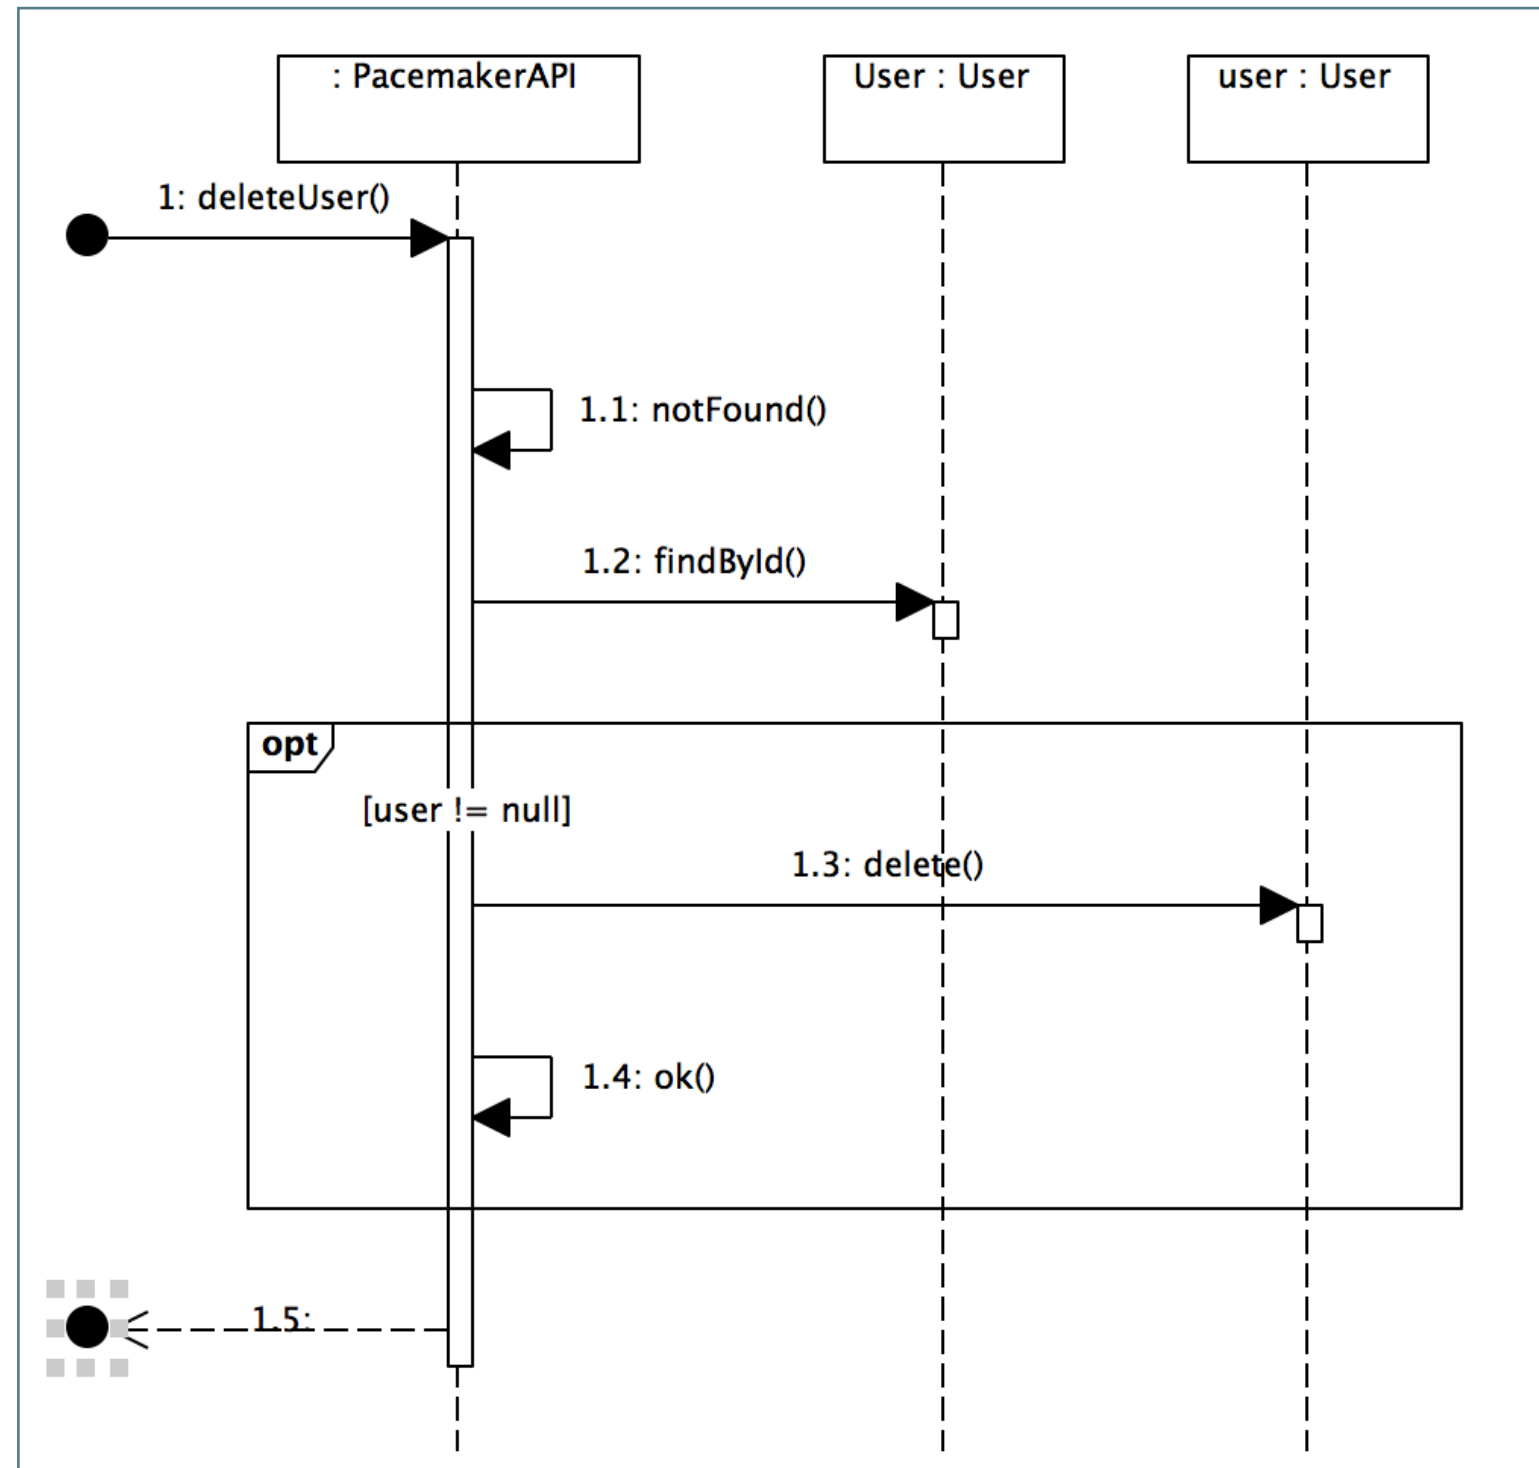 : PacemakerAPI
User : User
user : User
1: deleteUser()
1.1: notFound()
1.2: findById()
opt
[user != null]
1.3: delete()
1.4: ok()
1.5: